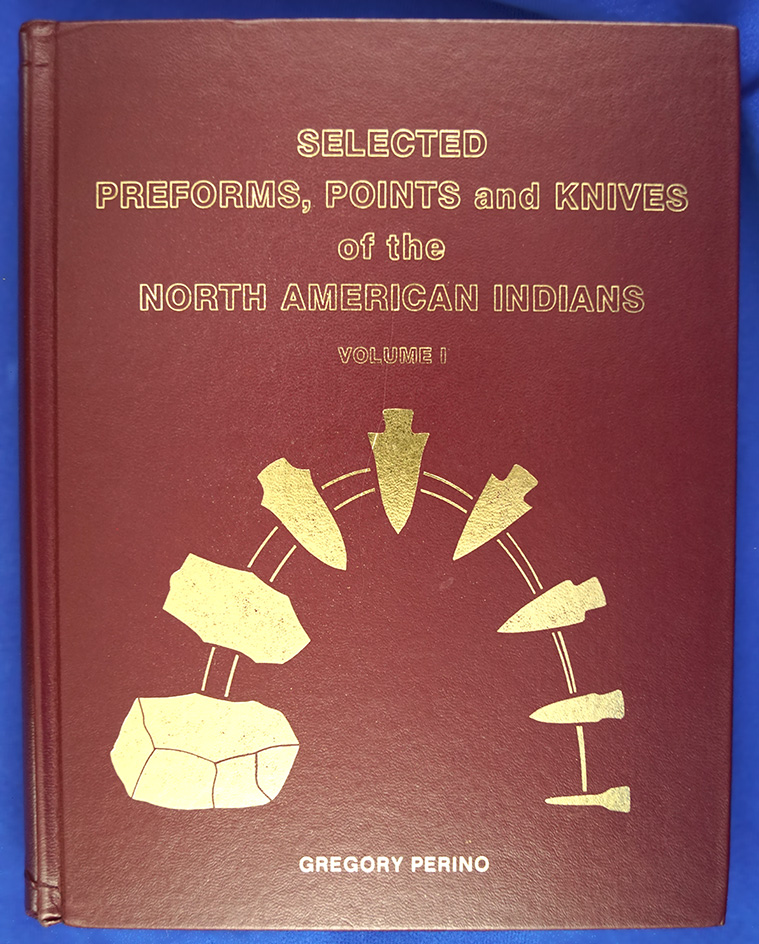 SELECTED
PREFORMS, POINTS and KNIVES
of the
NORTH AMERICAN INDIANS
VOLUME I
GREGORY PERINO